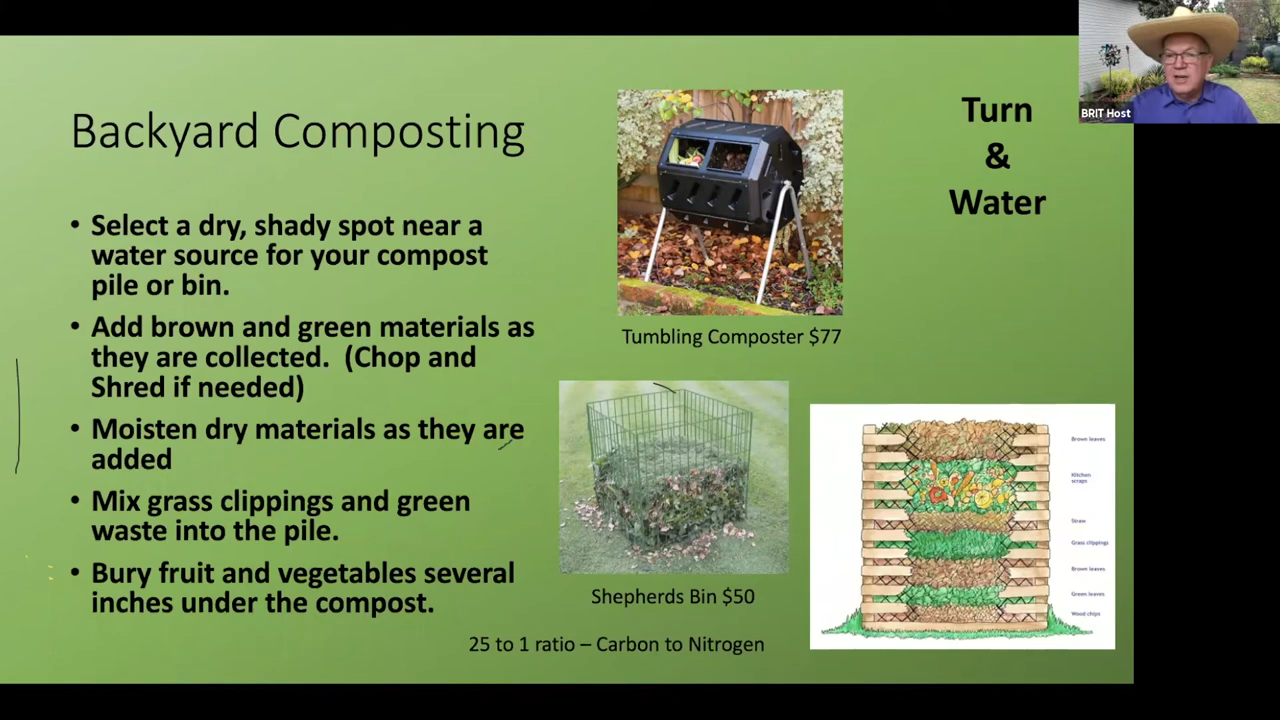 Backyard Composting
• Select a dry, shady spot near a
water source for your compost
pile or bin.
• Add brown and green materials as
they are collected.  (Chop and
Shred if needed)
• Moisten dry materials as they are
added
• Mix grass clippings and green
waste into the pile.
• Bury fruit and vegetables several
inches under the compost.
Tumbling Composter $77
Shepherds Bin $50
25 to 1 ratio – Carbon to Nitrogen
Turn
&
Water
BRIT Host
Brown leaves
Kitchen
scraps
Straw
Grass clippings
Brown leaves
Green leaves
Wood chips